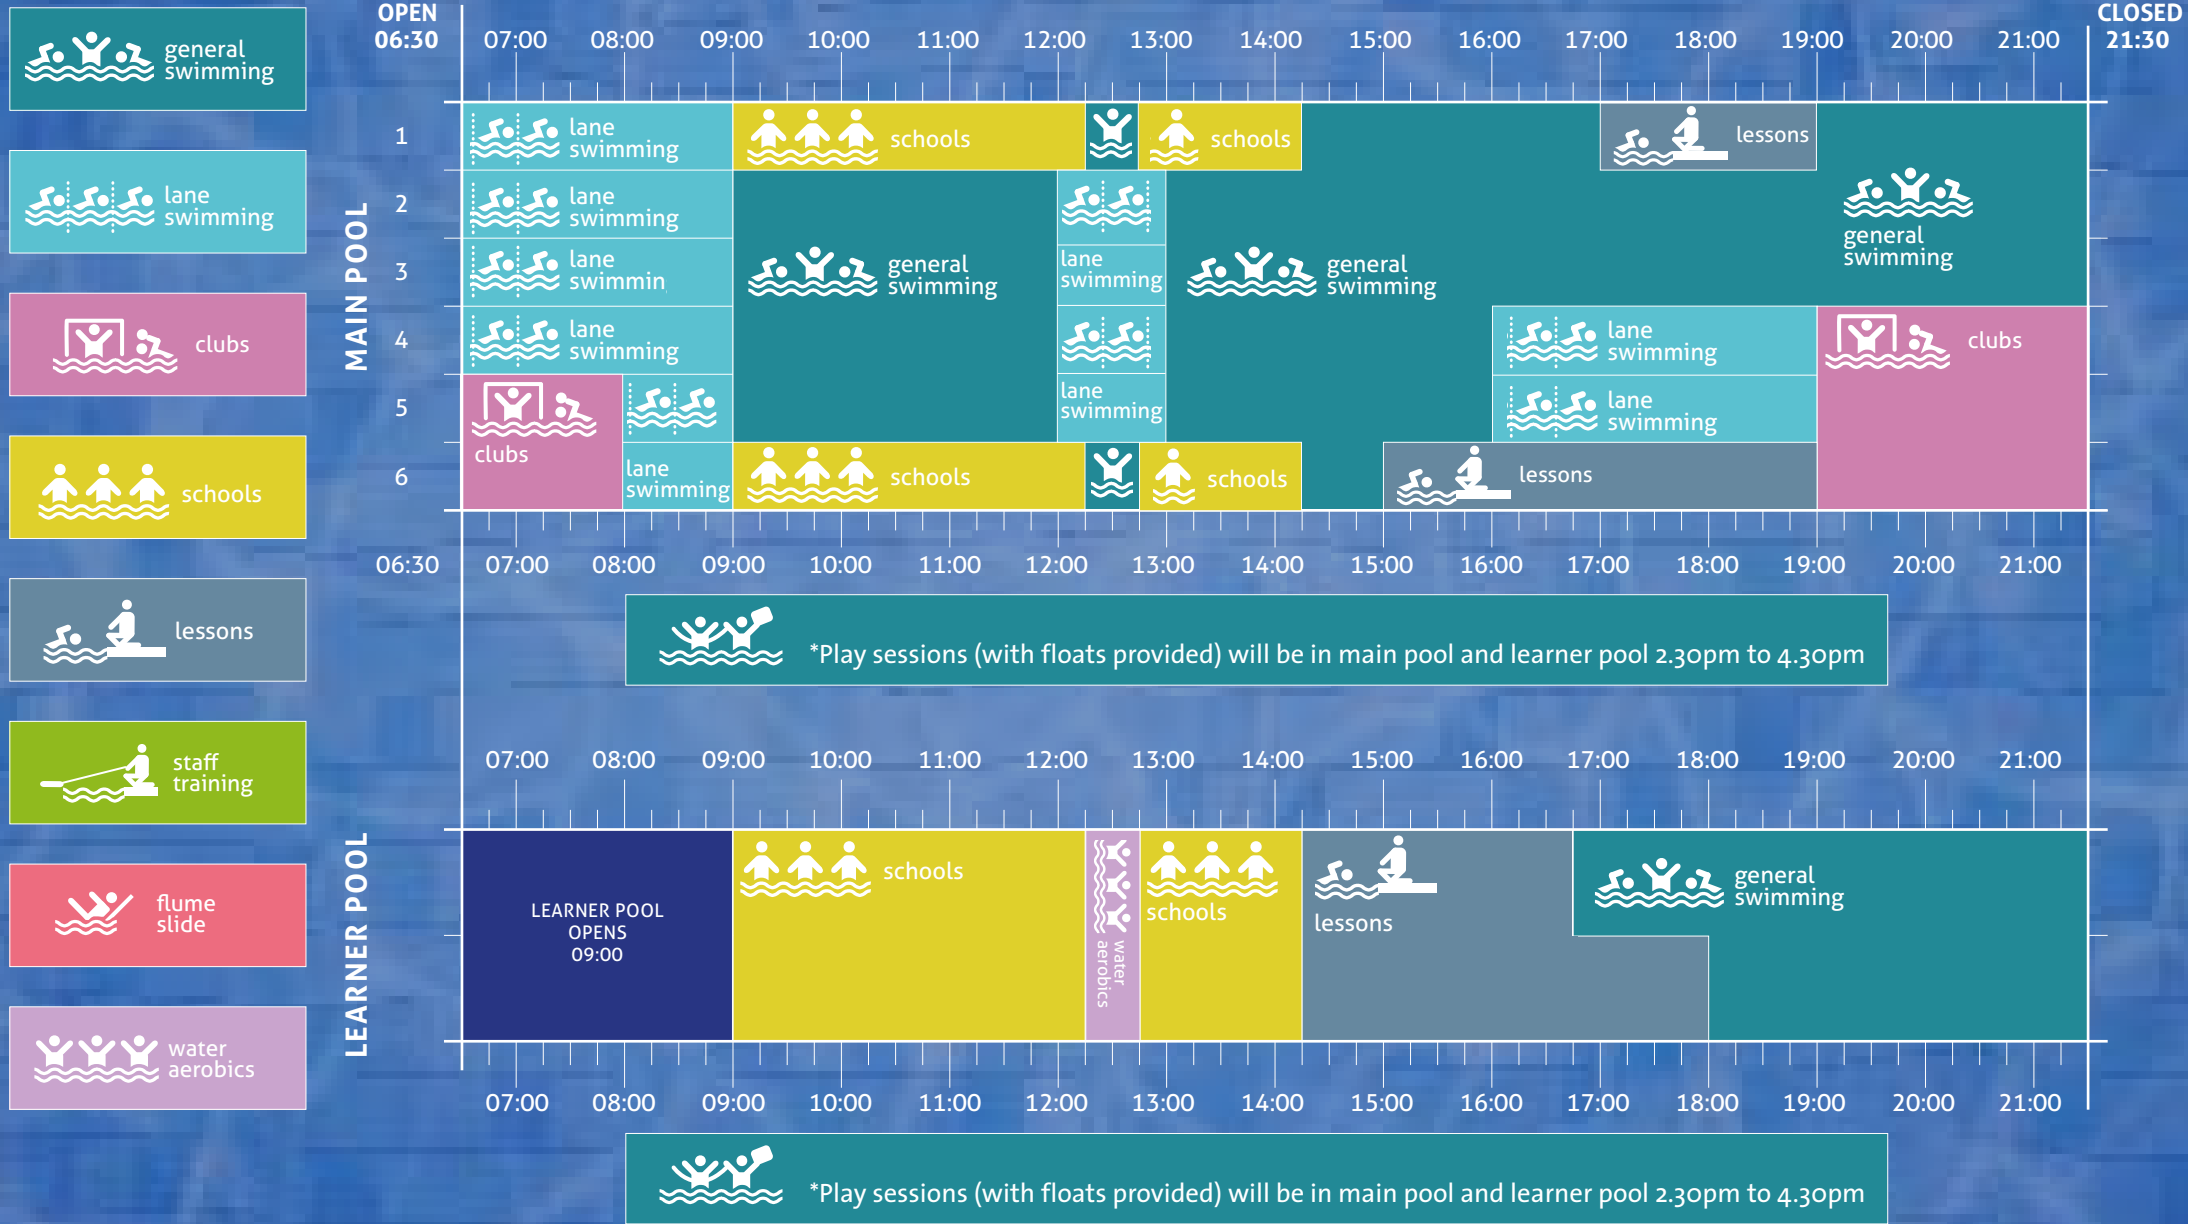 general
swimming
lane
swimming
clubs
schools
lessons
staff
training
flume
slide
water
aerobics
OPEN
06:30
07:00 08:00 09:00 10:00 11:00 12:00 13:00 14:00 15:00 16:00 17:00 18:00 19:00 20:00 21:00
CLOSED
21:30
MAIN POOL
1
lane
swimming
schools
schools
lessons
2
lane
swimming
3
lane
swimmin
general
swimming
lane
swimming
general
swimming
general
swimming
4
lane
swimming
lane
swimming
clubs
5
clubs
lane
swimming
lane
swimming
6
lane
swimming
schools
schools
lessons
06:30 07:00 08:00 09:00 10:00 11:00 12:00 13:00 14:00 15:00 16:00 17:00 18:00 19:00 20:00 21:00
*Play sessions (with floats provided) will be in main pool and learner pool 2.30pm to 4.30pm
07:00 08:00 09:00 10:00 11:00 12:00 13:00 14:00 15:00 16:00 17:00 18:00 19:00 20:00 21:00
LEARNER POOL
LEARNER POOL
OPENS
09:00
schools
water
aerobics
schools
lessons
general
swimming
07:00 08:00 09:00 10:00 11:00 12:00 13:00 14:00 15:00 16:00 17:00 18:00 19:00 20:00 21:00
*Play sessions (with floats provided) will be in main pool and learner pool 2.30pm to 4.30pm